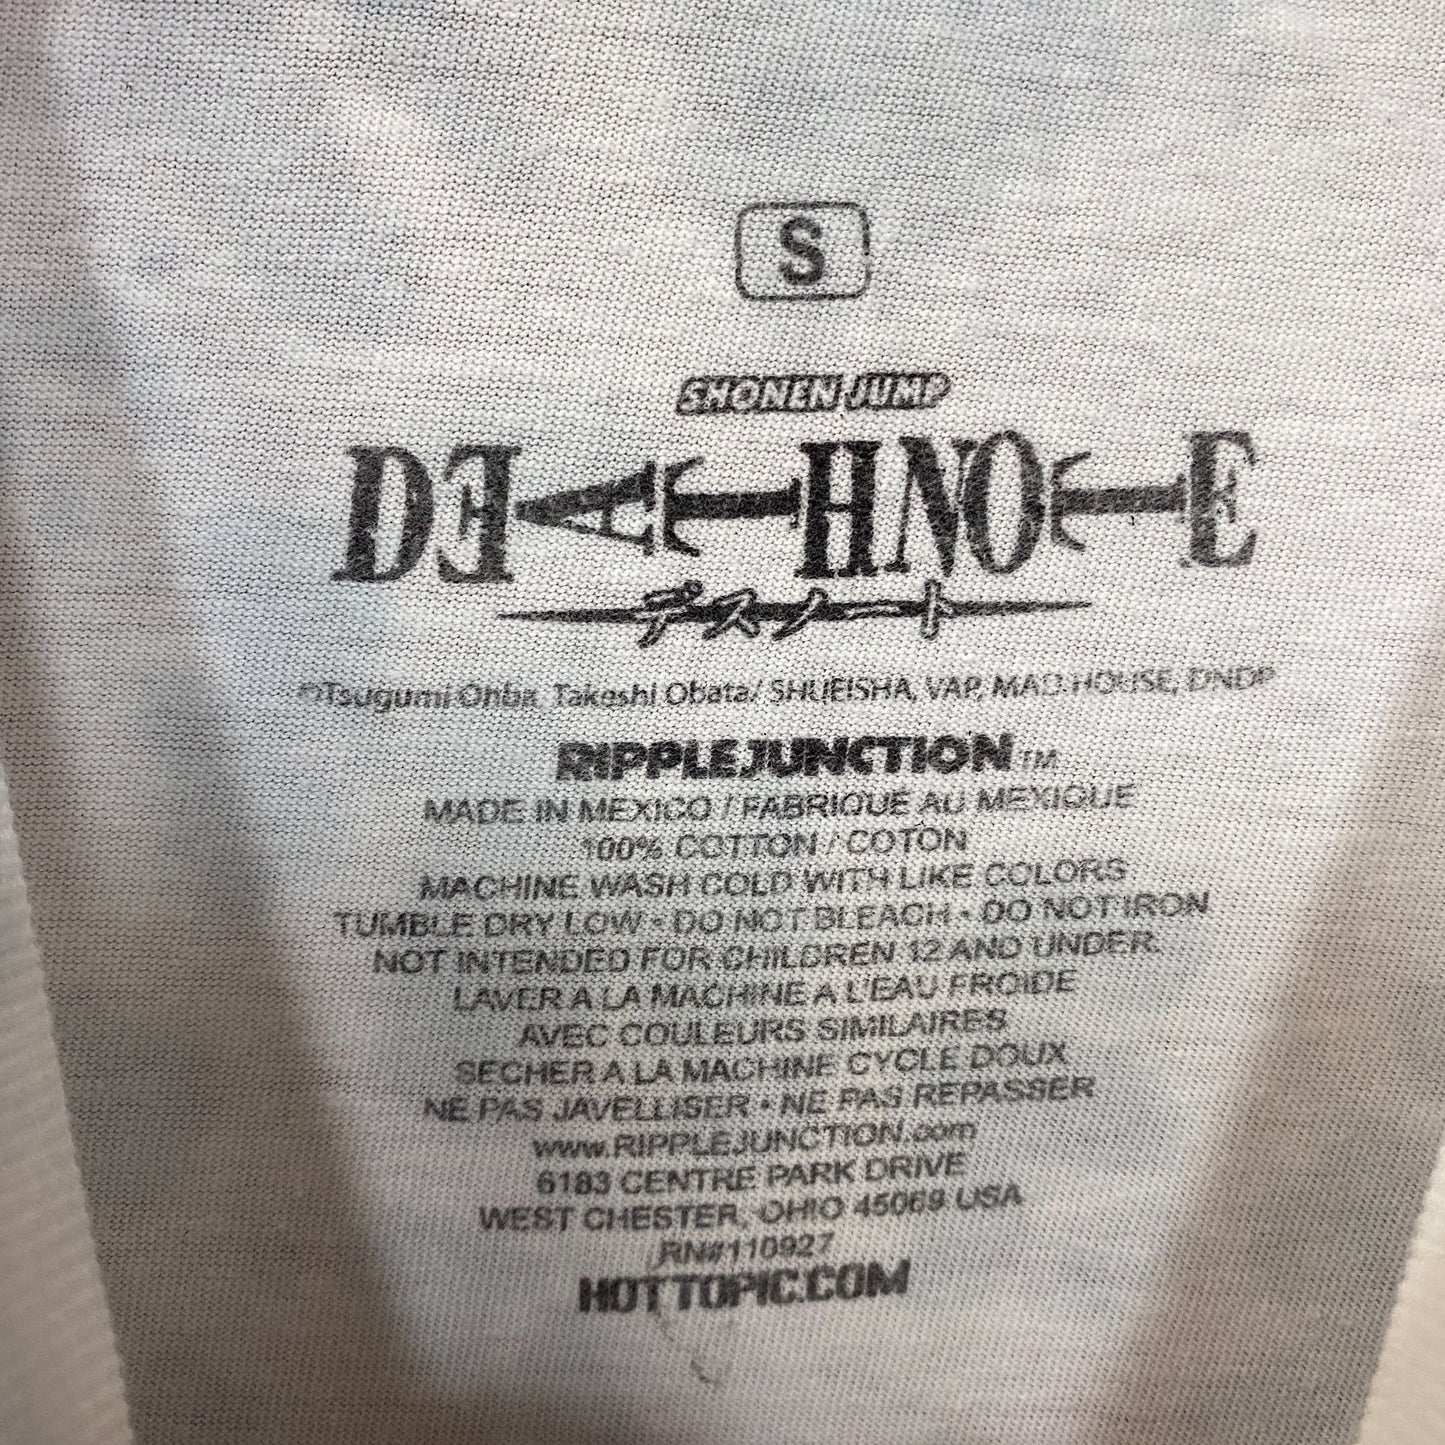 S
SHONEN JUMP
DEATH NOTE
デスノート
©Tsugumi Ohba, Takeshi Obata/ SHUEISHA, VAP, MADHOUSE, DNDP
RIPPLE JUNCTION TM
MADE IN MEXICO / FABRIQUE AU MEXIQUE
100% COTTON / COTON
MACHINE WASH COLD WITH LIKE COLORS
TUMBLE DRY LOW • DO NOT BLEACH • DO NOT IRON
NOT INTENDED FOR CHILDREN 12 AND UNDER.
LAVER A LA MACHINE A L'EAU FROIDE
AVEC COULEURS SIMILAIRES
SECHER A LA MACHINE CYCLE DOUX
NE PAS JAVELLISER • NE PAS REPASSER
www.RIPPLEJUNCTION.com
6183 CENTRE PARK DRIVE
WEST CHESTER, OHIO 45069 USA
RN#110927
HOTTOPIC.COM